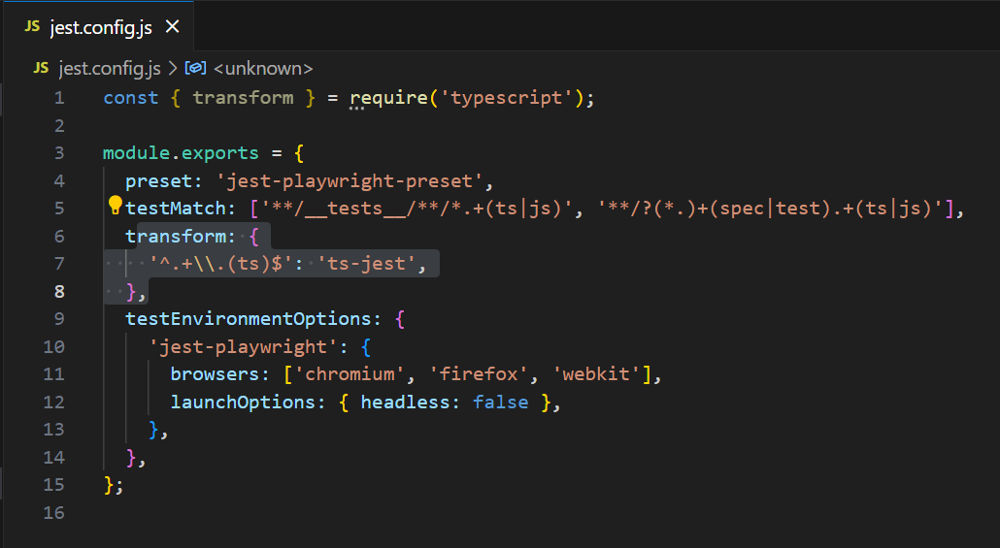 JS jest.config.js ×
JS jest.config.js > <unknown>
1 const { transform } = require('typescript');
2
3 module.exports = {
4 preset: 'jest-playwright-preset',
5 testMatch: ['**/__tests__/**/*.+(ts|js)', '**/?(*.)+(spec|test).+(ts|js)'],
6 transform: {
7 '^.+\\.(ts)$': 'ts-jest',
8 },
9 testEnvironmentOptions: {
10 'jest-playwright': {
11 browsers: ['chromium', 'firefox', 'webkit'],
12 launchOptions: { headless: false },
13 },
14 },
15 };
16